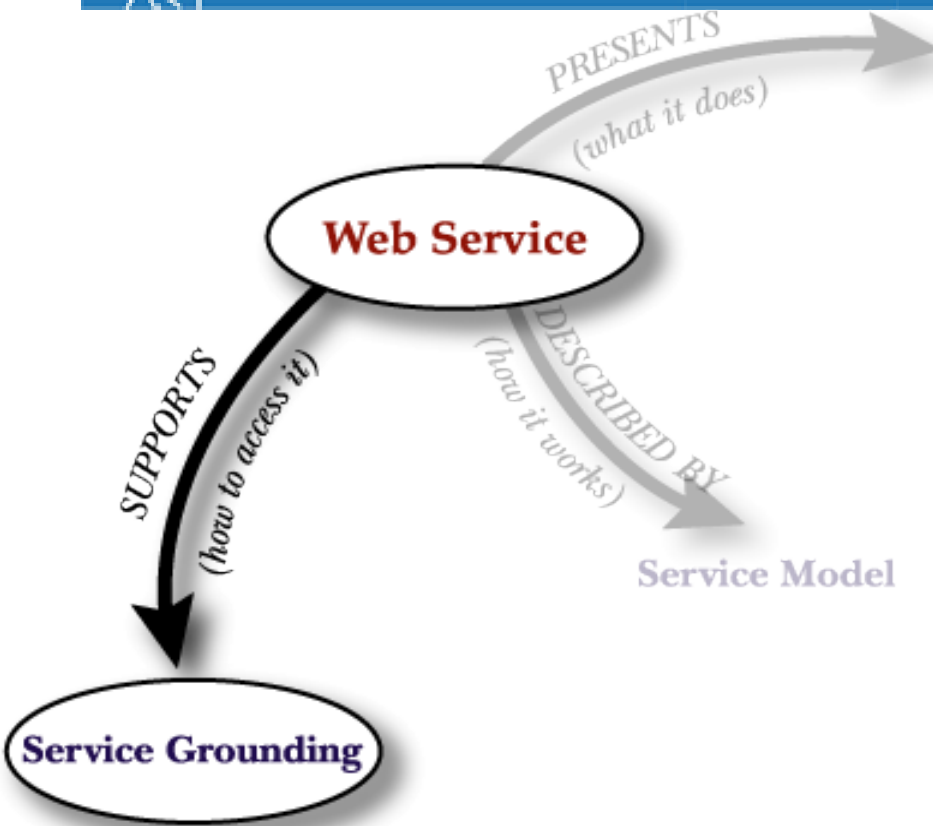 PRESENTS
(what it does)
Web Service
SUPPORTS
(how to access it)
DESCRIBED BY
(how it works)
Service Model
Service Grounding